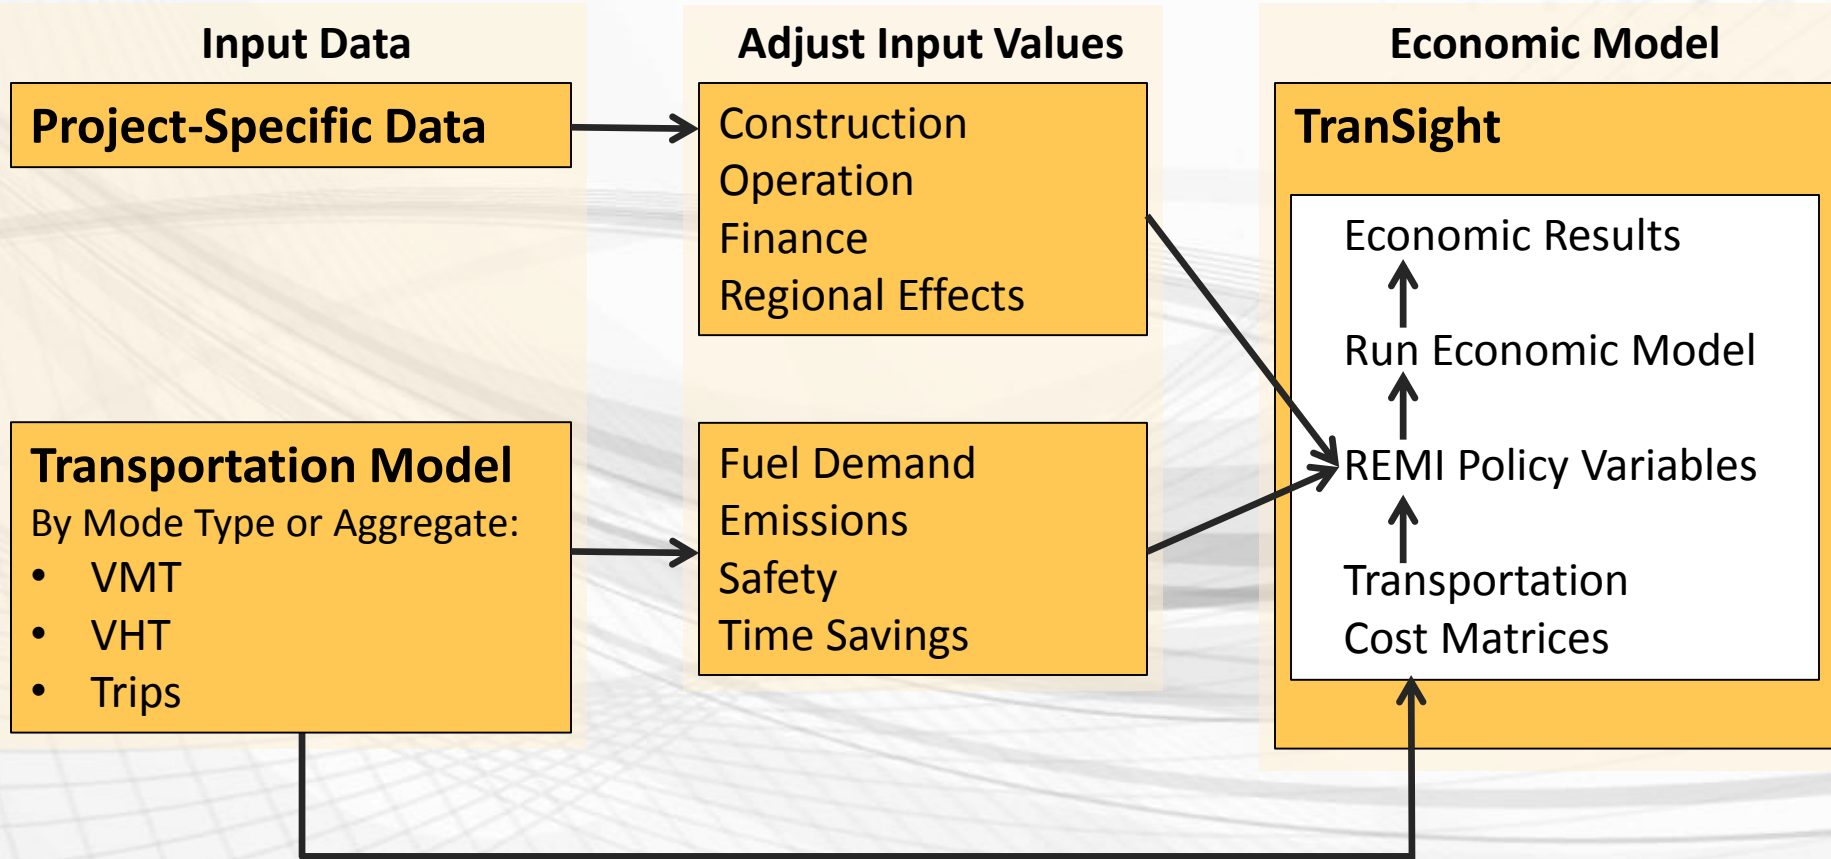 Input Data
Project-Specific Data
Transportation Model
By Mode Type or Aggregate:
• VMT
• VHT
• Trips
Adjust Input Values
Construction
Operation
Finance
Regional Effects
Fuel Demand
Emissions
Safety
Time Savings
Economic Model
TranSight
Economic Results
Run Economic Model
REMI Policy Variables
Transportation
Cost Matrices